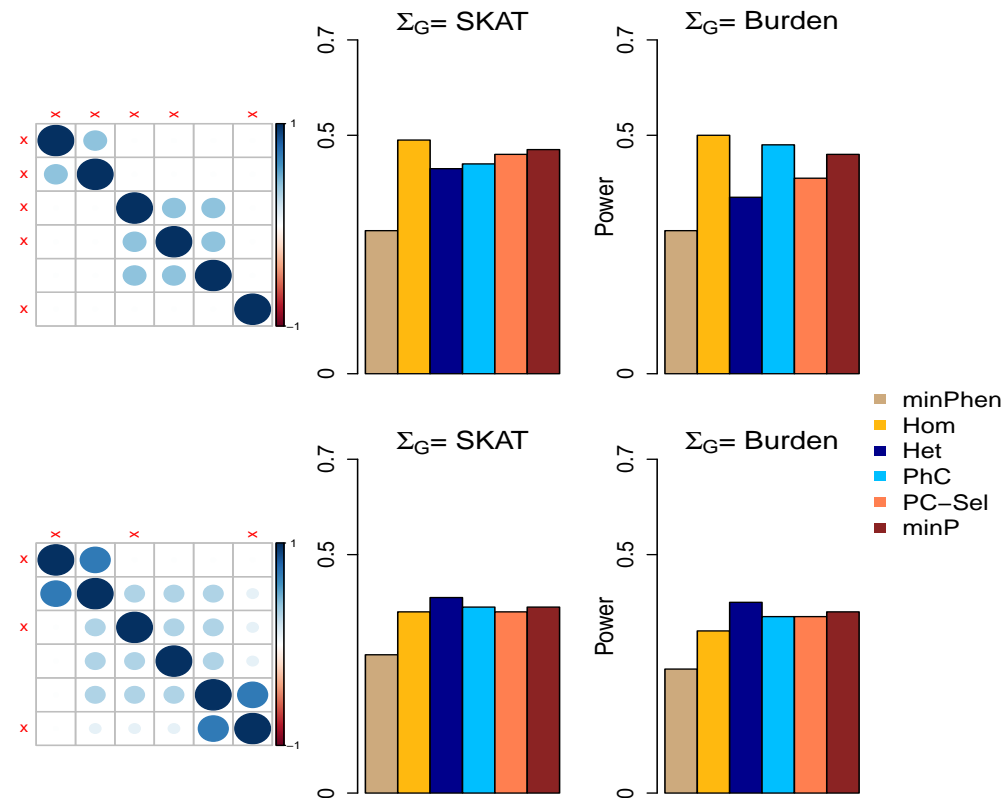 Σ_G= SKAT
Σ_G= Burden
0.7
0.5
0
0.7
0.5
Power
0
x x x x x
x
x
x
x
x
1
−1
minPhen
Hom
Het
PhC
PC−Sel
minP
Σ_G= SKAT
Σ_G= Burden
0.7
0.5
0
0.7
0.5
Power
0
x x x
x
x
x
1
−1